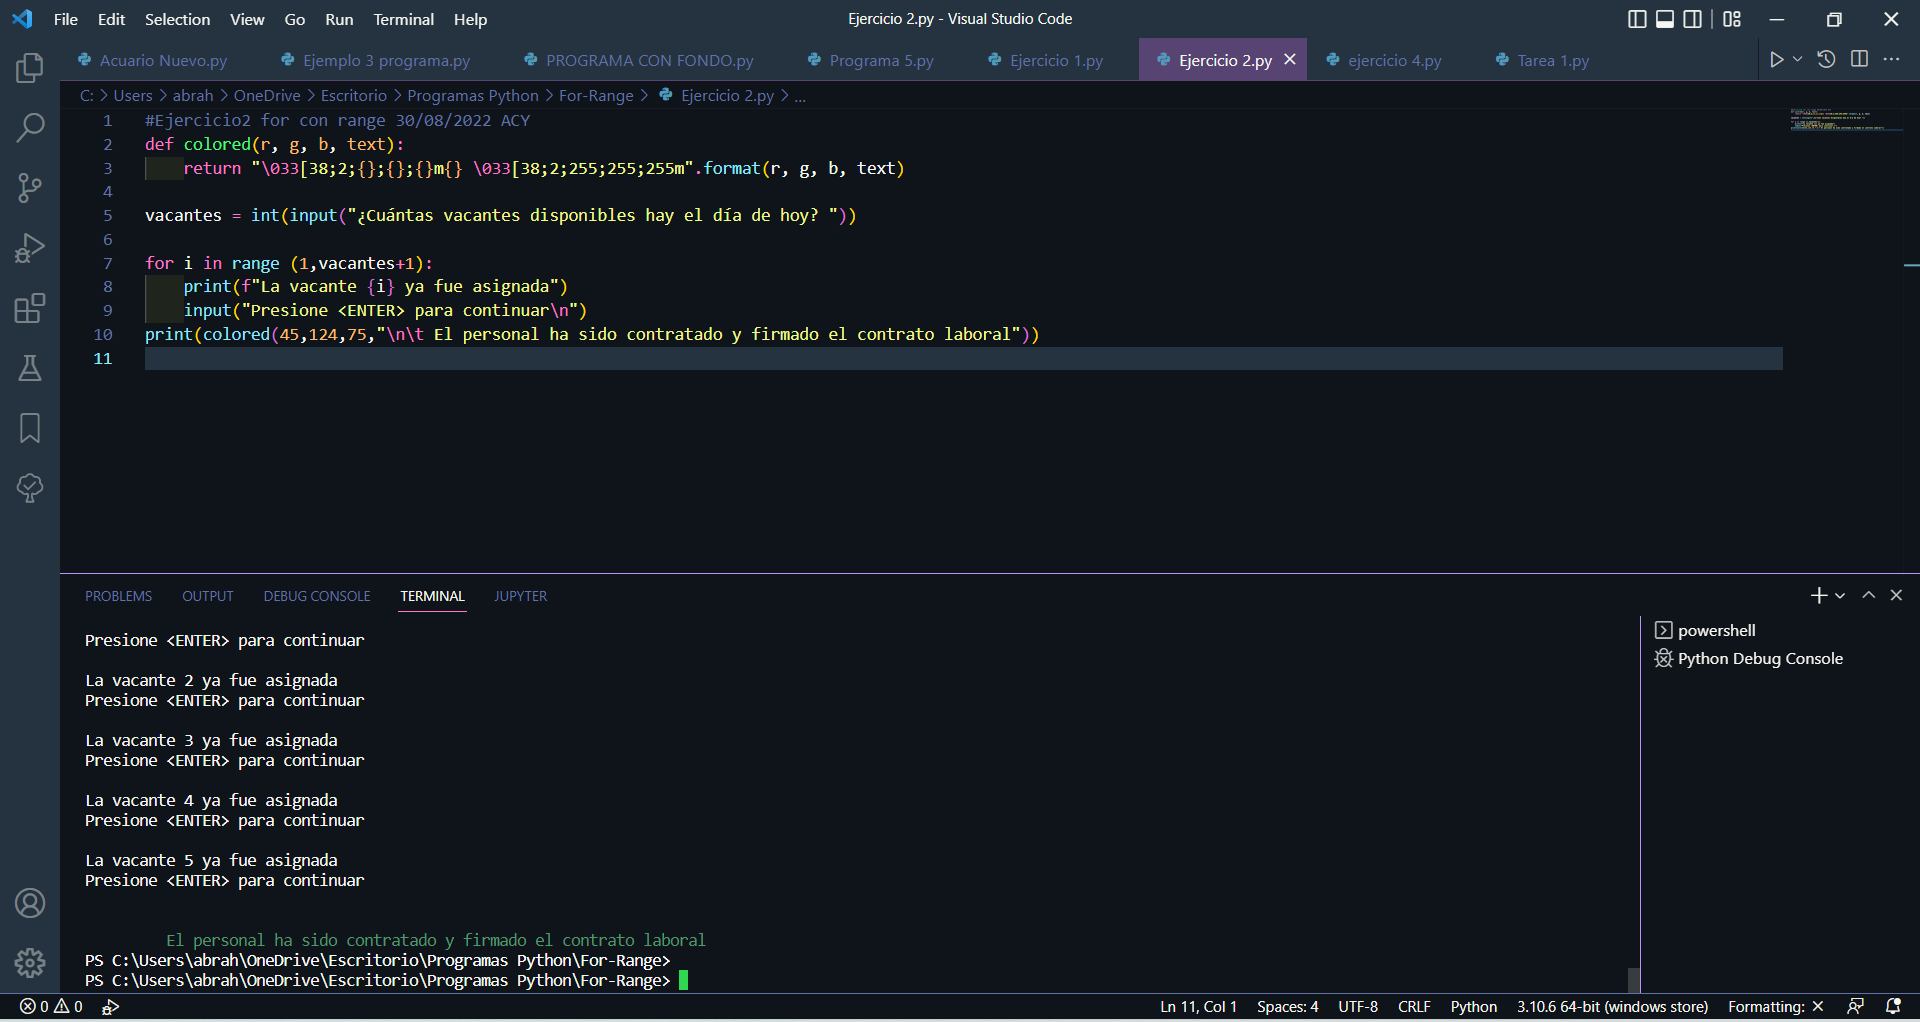 File Edit Selection View Go Run Terminal Help
Ejercicio 2.py - Visual Studio Code
Acuario Nuevo.py Ejemplo 3 programa.py PROGRAMA CON FONDO.py Programa 5.py Ejercicio 1.py Ejercicio 2.py ejercicio 4.py Tarea 1.py
C: > Users > abrah > OneDrive > Escritorio > Programas Python > For-Range > Ejercicio 2.py > ...
1 #Ejercicio2 for con range 30/08/2022 ACY
2 def colored(r, g, b, text):
3     return "\033[38;2;{};{};{}m{} \033[38;2;255;255;255m".format(r, g, b, text)
4
5 vacantes = int(input("¿Cuántas vacantes disponibles hay el día de hoy? "))
6
7 for i in range (1,vacantes+1):
8     print(f"La vacante {i} ya fue asignada")
9     input("Presione <ENTER> para continuar\n")
10 print(colored(45,124,75,"\n\t El personal ha sido contratado y firmado el contrato laboral"))
11
PROBLEMS OUTPUT DEBUG CONSOLE TERMINAL JUPYTER
Presione <ENTER> para continuar
La vacante 2 ya fue asignada
Presione <ENTER> para continuar
La vacante 3 ya fue asignada
Presione <ENTER> para continuar
La vacante 4 ya fue asignada
Presione <ENTER> para continuar
La vacante 5 ya fue asignada
Presione <ENTER> para continuar
El personal ha sido contratado y firmado el contrato laboral
PS C:\Users\abrah\OneDrive\Escritorio\Programas Python\For-Range>
PS C:\Users\abrah\OneDrive\Escritorio\Programas Python\For-Range>
powershell
Python Debug Console
0 0 Ln 11, Col 1 Spaces: 4 UTF-8 CRLF Python 3.10.6 64-bit (windows store) Formatting: ×